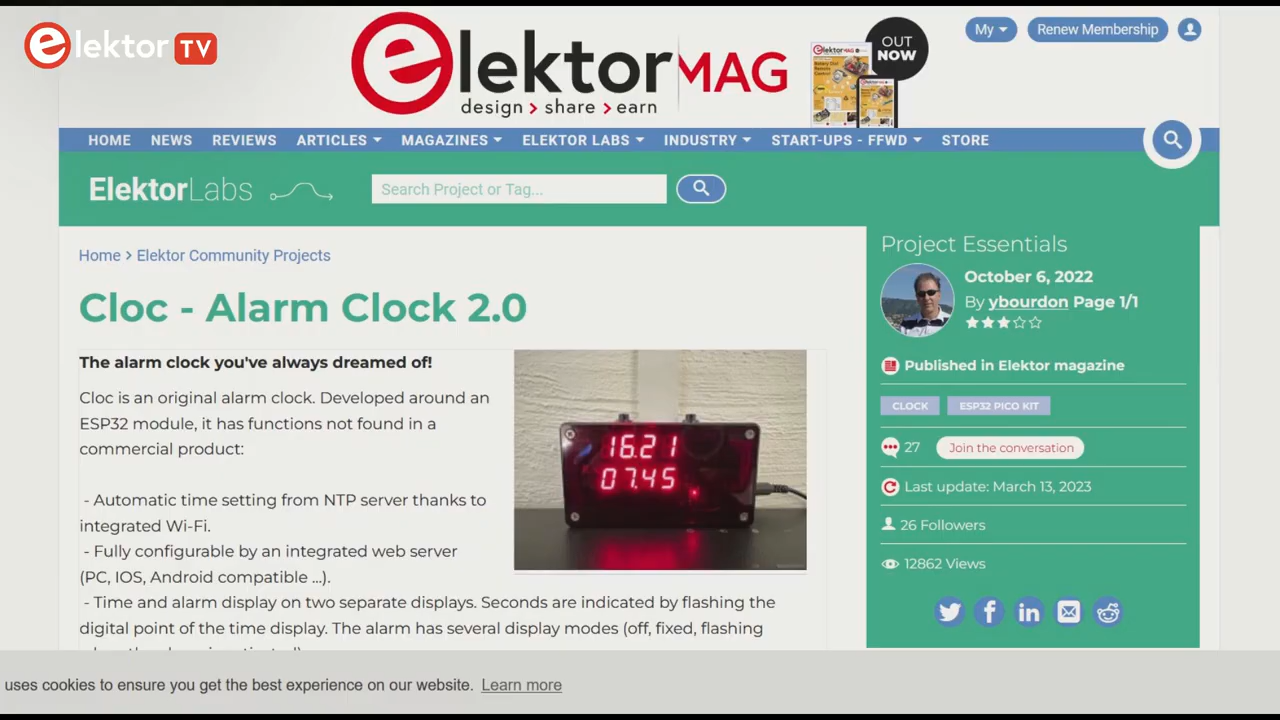 elektor TV
elektor MAG
design > share > earn
OUT
NOW
My
Renew Membership
HOME NEWS REVIEWS ARTICLES MAGAZINES ELEKTOR LABS INDUSTRY START-UPS - FFWD STORE
ElektorLabs
Search Project or Tag...
Home > Elektor Community Projects
Cloc - Alarm Clock 2.0
The alarm clock you've always dreamed of!
Cloc is an original alarm clock. Developed around an
ESP32 module, it has functions not found in a
commercial product:
- Automatic time setting from NTP server thanks to
integrated Wi-Fi.
- Fully configurable by an integrated web server
(PC, IOS, Android compatible ...).
- Time and alarm display on two separate displays. Seconds are indicated by flashing the
digital point of the time display. The alarm has several display modes (off, fixed, flashing
16.21
07.45
Project Essentials
October 6, 2022
By ybourdon Page 1/1
Published in Elektor magazine
CLOCK ESP32 PICO KIT
27 Join the conversation
Last update: March 13, 2023
26 Followers
12862 Views
uses cookies to ensure you get the best experience on our website. Learn more